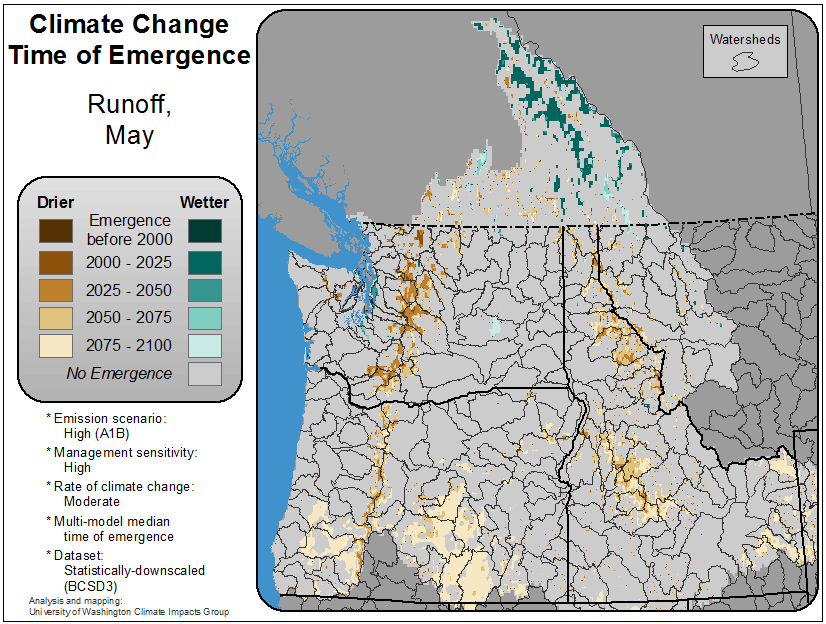 Climate Change
Time of Emergence
Runoff,
May
Watersheds
Drier Wetter
Emergence
before 2000
2000 - 2025
2025 - 2050
2050 - 2075
2075 - 2100
No Emergence
* Emission scenario:
High (A1B)
* Management sensitivity:
High
* Rate of climate change:
Moderate
* Multi-model median
time of emergence
* Dataset:
Statistically-downscaled
(BCSD3)
Analysis and mapping:
University of Washington Climate Impacts Group